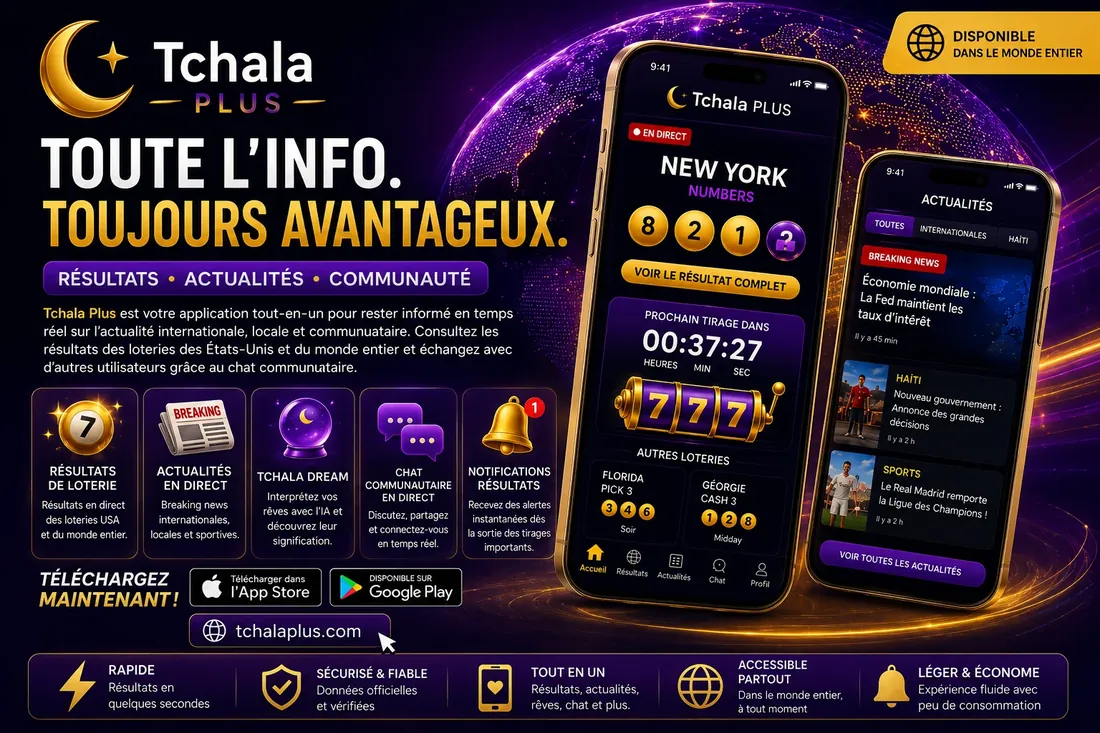 Tchala
PLUS
TOUTE L'INFO.
TOUJOURS AVANTAGEUX.
RÉSULTATS • ACTUALITÉS • COMMUNAUTÉ
Tchala Plus est votre application tout-en-un pour rester informé en temps
réel sur l'actualité internationale, locale et communuataire. Consultez les
résultats des loteries des États-Unis et du monde entier et échangez avec
d'autres utilisateurs grâce au chat communuataire.
7
RÉSULTATS
DE LOTERIE
Résultats en direct
des loteries USA
et du monde entier.
BREAKING
ACTUALITÉS
EN DIRECT
Breaking news
internationales,
locales et sportives.
TCHALA DREAM
Interprétez vos
rêves avec l'IA et
découvrez leur
signification.
CHAT
COMMUNAUTAIRE
EN DIRECT
Discutez, partagez
et connectez-vous
en temps réel.
1
NOTIFICATIONS
RÉSULTATS
Recevez des alertes
instantanées dès
la sortie des tirages
importants.
TÉLÉCHARGEZ
MAINTENANT !
Télécharger dans
l'App Store
DISPONIBLE SUR
Google Play
tchalaplus.com
DISPONIBLE
DANS LE MONDE ENTIER
9:41
Tchala PLUS
EN DIRECT
NEW YORK
NUMBERS
8 2 1 2
VOIR LE RÉSULTAT COMPLET
PROCHAIN TIRAGE DANS
00:37:27
HEURES MIN SEC
7 7 7
AUTRES LOTERIES
FLORIDA
PICK 3
3 4 6
Soir
GÉORGIE
CASH 3
1 2 8
Midday
Accueil Résultats Actualités Chat Profil
9:41
ACTUALITÉS
TOUTES INTERNATIONALES HAÏTI
BREAKING NEWS
Économie mondiale :
La Fed maintient les
taux d'intérêt
Il y a 45 min
HAÏTI
Nouveau gouvernement :
Annonce des grandes
décisions
Il y a 2 h
SPORTS
Le Real Madrid remporte
la Ligue des Champions !
Il y a 2 h
VOIR TOUTES LES ACTUALITÉS
RAPIDE
Résultats en
quelques secondes
SÉCURISÉ & FIABLE
Données officielles
et vérifiées
TOUT EN UN
Résultats, actualités,
rêves, chat et plus.
ACCESSIBLE
PARTOUT
Dans le monde entier,
à tout moment
LÉGER & ÉCONOME
Expérience fluide avec
peu de consommation